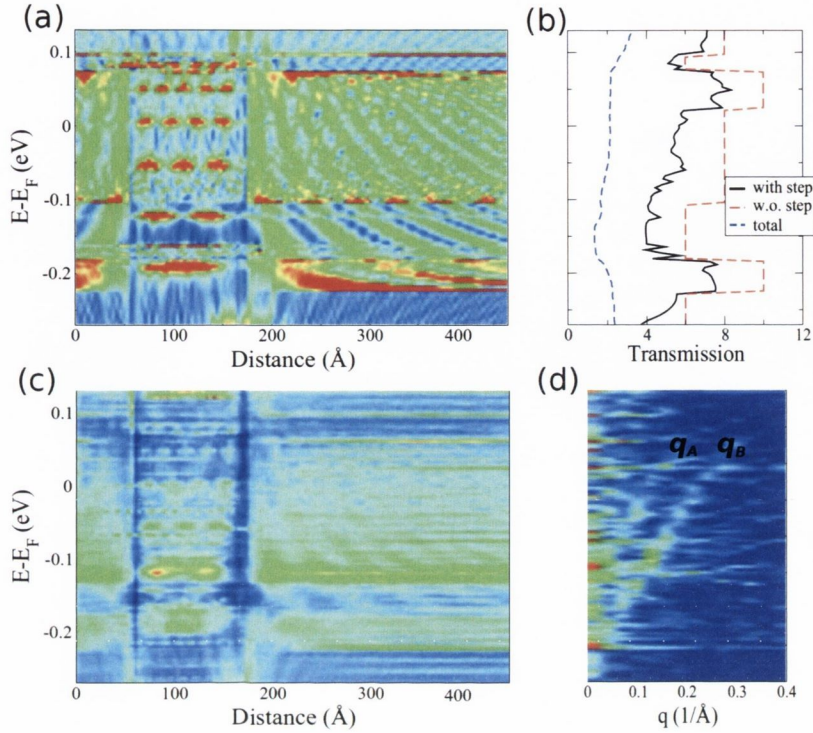 (a)
(b)
E-E_F (eV)
0.1
0
-0.1
-0.2
0 100 200 300 400
Distance (Å)
with step
w.o. step
total
0 4 8 12
Transmission
(c)
(d)
E-E_F (eV)
0.1
0
-0.1
-0.2
0 100 200 300 400
Distance (Å)
q_A q_B
0 0.1 0.2 0.3 0.4
q (1/Å)